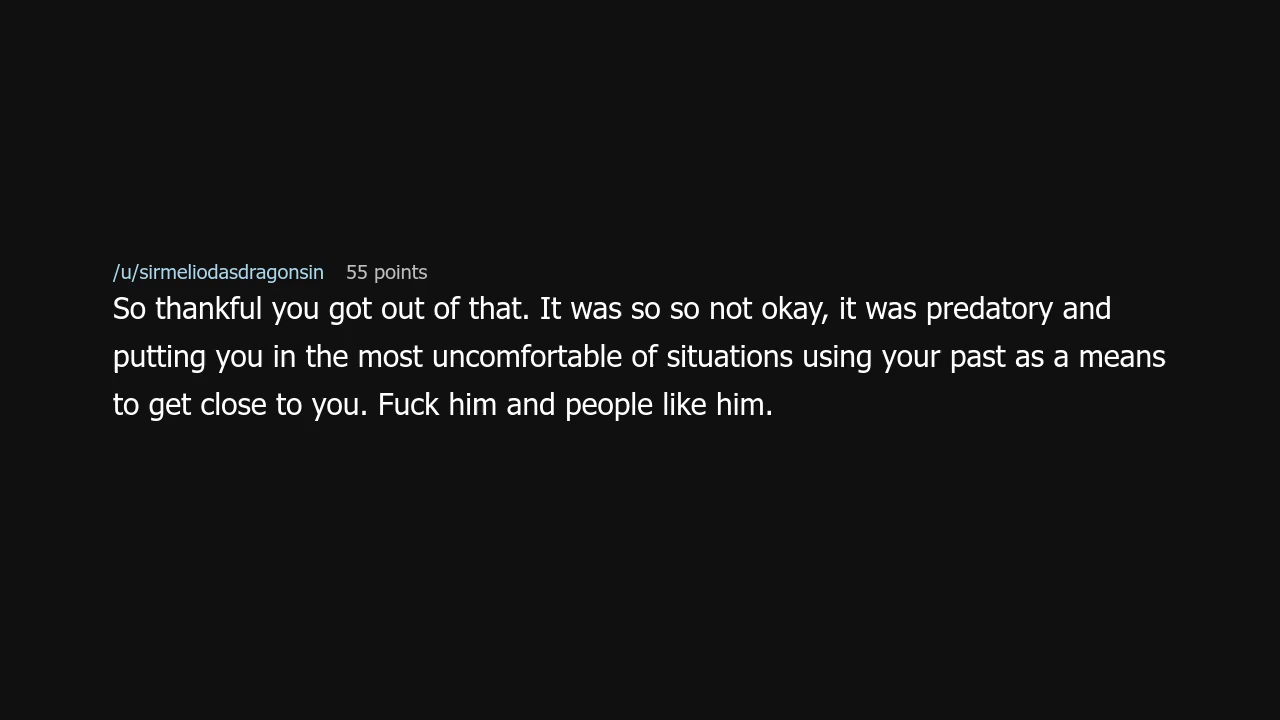 /u/sirmeliodasdragonsin 55 points
So thankful you got out of that. It was so so not okay, it was predatory and
putting you in the most uncomfortable of situations using your past as a means
to get close to you. Fuck him and people like him.